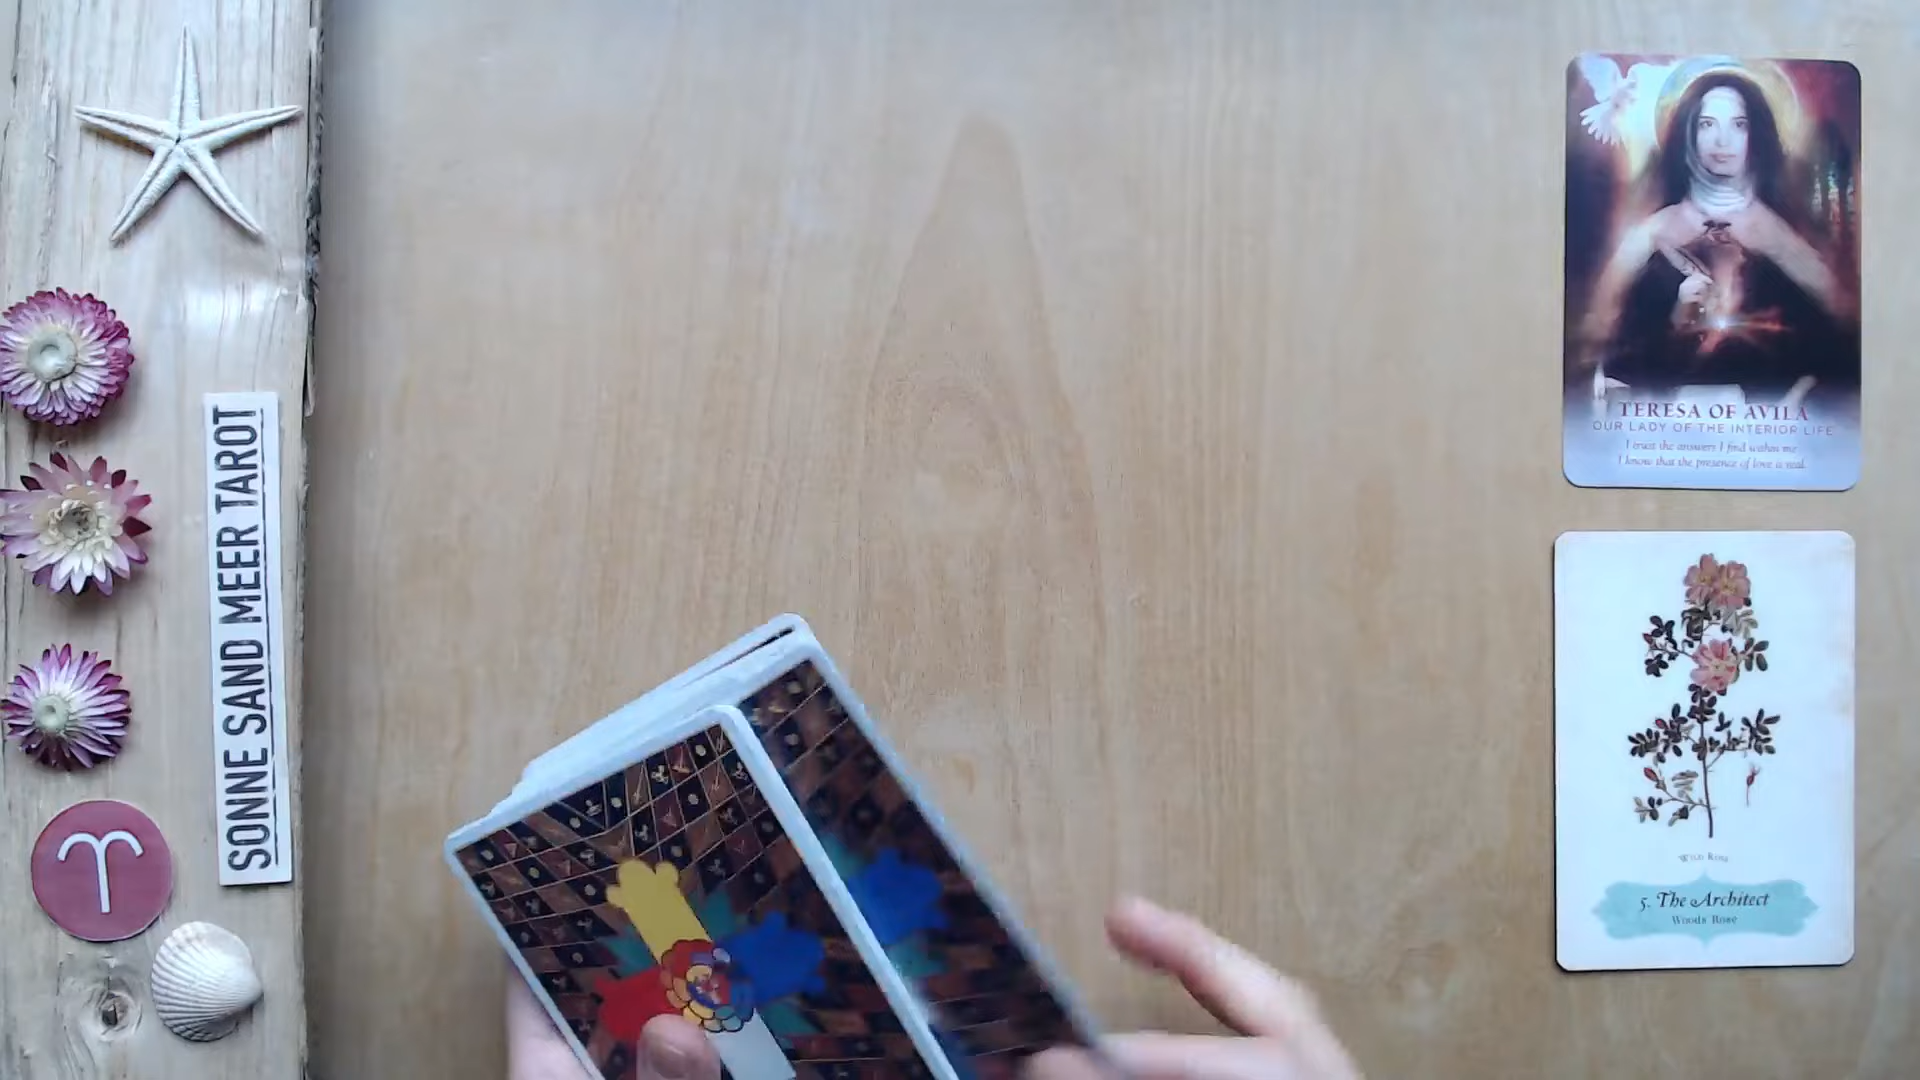 SONNE SAND MEER TAROT
TERESA OF AVILA
OUR LADY OF THE INTERIOR LIFE
I trust the answers I find within me
I know that the presence of love is real.
Wild Rose
5. The Architect
Woods Rose